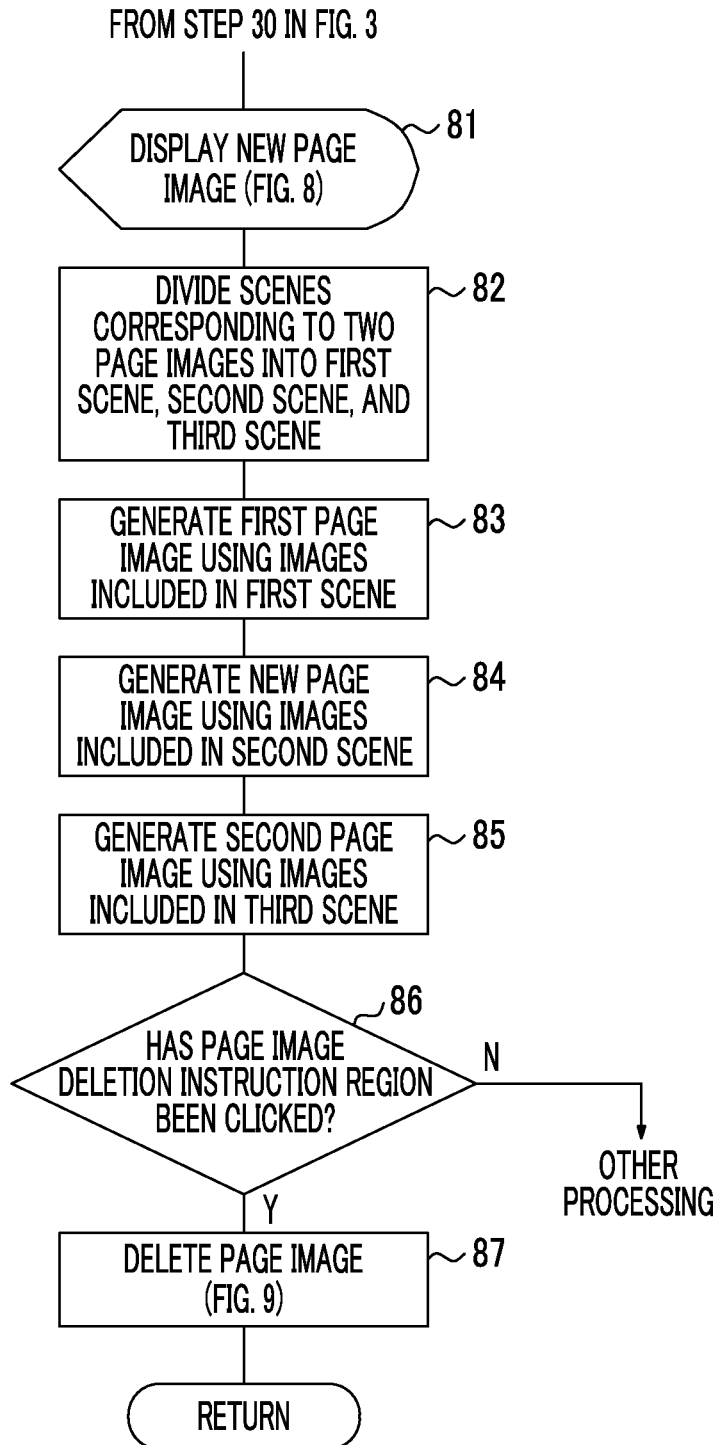 FROM STEP 30 IN FIG. 3
81
DISPLAY NEW PAGE
IMAGE (FIG. 8)
82
DIVIDE SCENES
CORRESPONDING TO TWO
PAGE IMAGES INTO FIRST
SCENE, SECOND SCENE, AND
THIRD SCENE
83
GENERATE FIRST PAGE
IMAGE USING IMAGES
INCLUDED IN FIRST SCENE
84
GENERATE NEW PAGE
IMAGE USING IMAGES
INCLUDED IN SECOND SCENE
85
GENERATE SECOND PAGE
IMAGE USING IMAGES
INCLUDED IN THIRD SCENE
86
HAS PAGE IMAGE
DELETION INSTRUCTION REGION
BEEN CLICKED?
N
OTHER
PROCESSING
Y
87
DELETE PAGE IMAGE
(FIG. 9)
RETURN